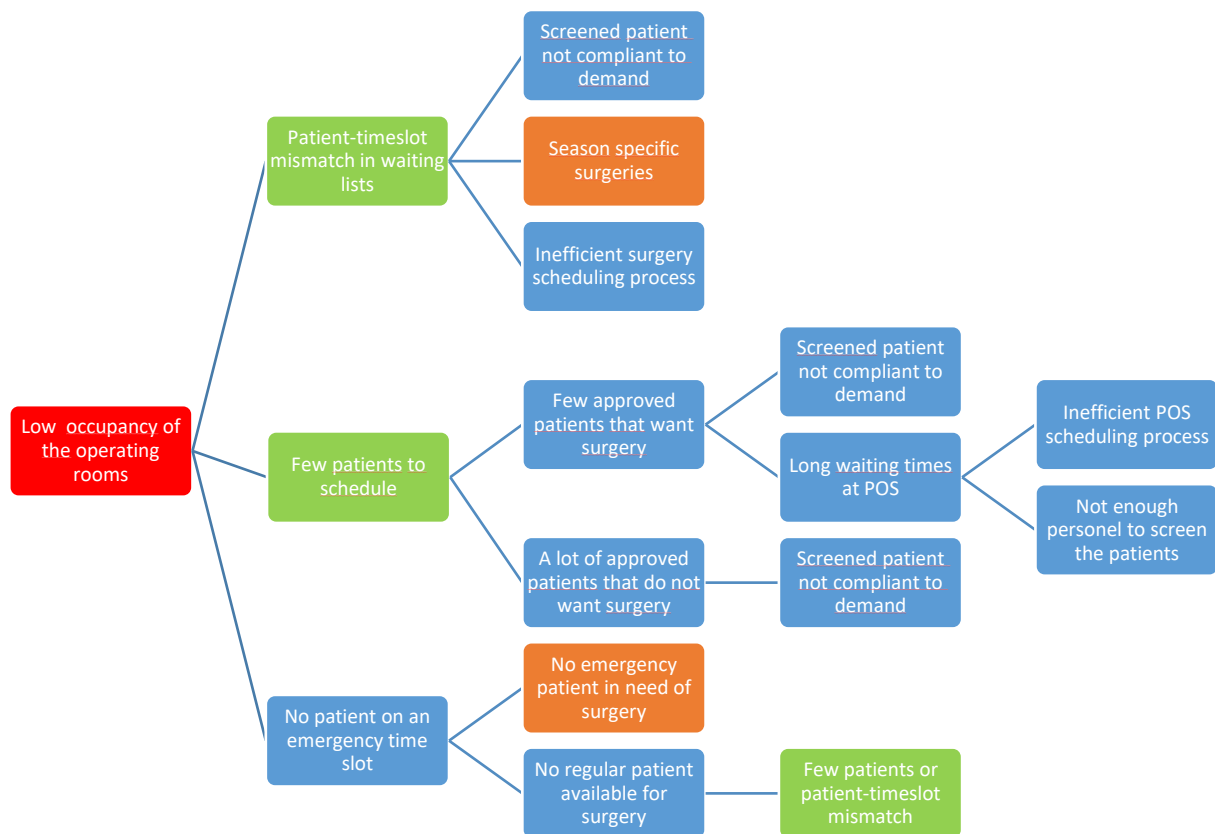 Screened patient
not compliant to
demand
Patient-timeslot
mismatch in waiting
lists
Season specific
surgeries
Inefficient surgery
scheduling process
Low occupancy of
the operating
rooms
Few patients to
schedule
Few approved
patients that want
surgery
Screened patient
not compliant to
demand
Long waiting times
at POS
Inefficient POS
scheduling process
Not enough
personel to screen
the patients
A lot of approved
patients that do not
want surgery
Screened patient
not compliant to
demand
No patient on an
emergency time
slot
No emergency
patient in need of
surgery
No regular patient
available for
surgery
Few patients or
patient-timeslot
mismatch